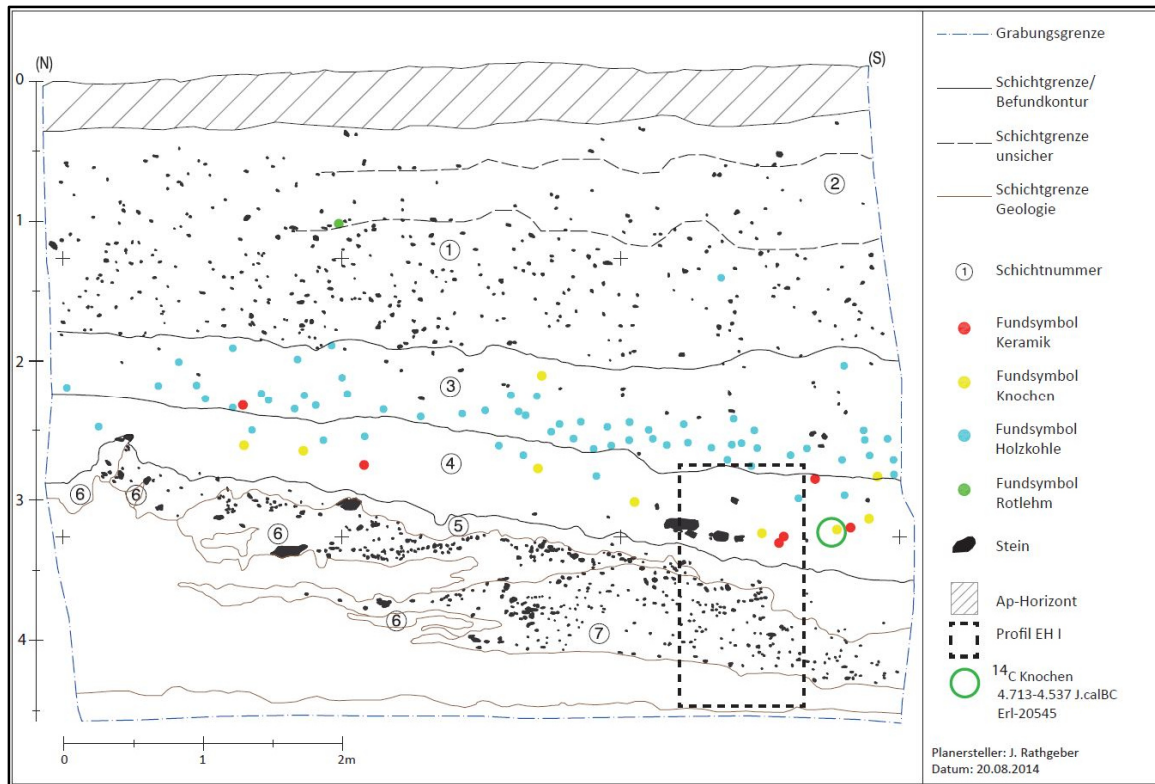 (N)
(S)
0
1
2
3
4
2
1
3
4
5
6
6
6
6
7
0
1
2m
Grabungsgrenze
Schichtgrenze/
Befundkontur
Schichtgrenze
unsicher
Schichtgrenze
Geologie
1
Schichtnummer
Fundsymbol
Keramik
Fundsymbol
Knochen
Fundsymbol
Holzkohle
Fundsymbol
Rotlehm
Stein
Ap-Horizont
Profil EH I
14C Knochen
4.713-4.537 J.calBC
Erl-20545
Planersteller: J. Rathgeber
Datum: 20.08.2014